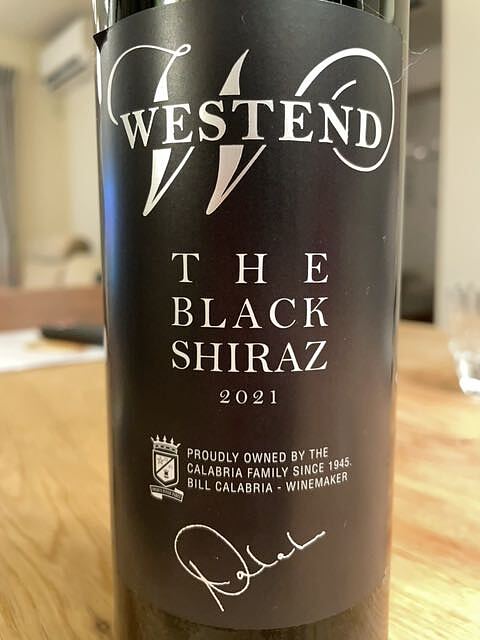 WESTEND
THE
BLACK
SHIRAZ
2021
PROUDLY OWNED BY THE
CALABRIA FAMILY SINCE 1945.
BILL CALABRIA - WINEMAKER